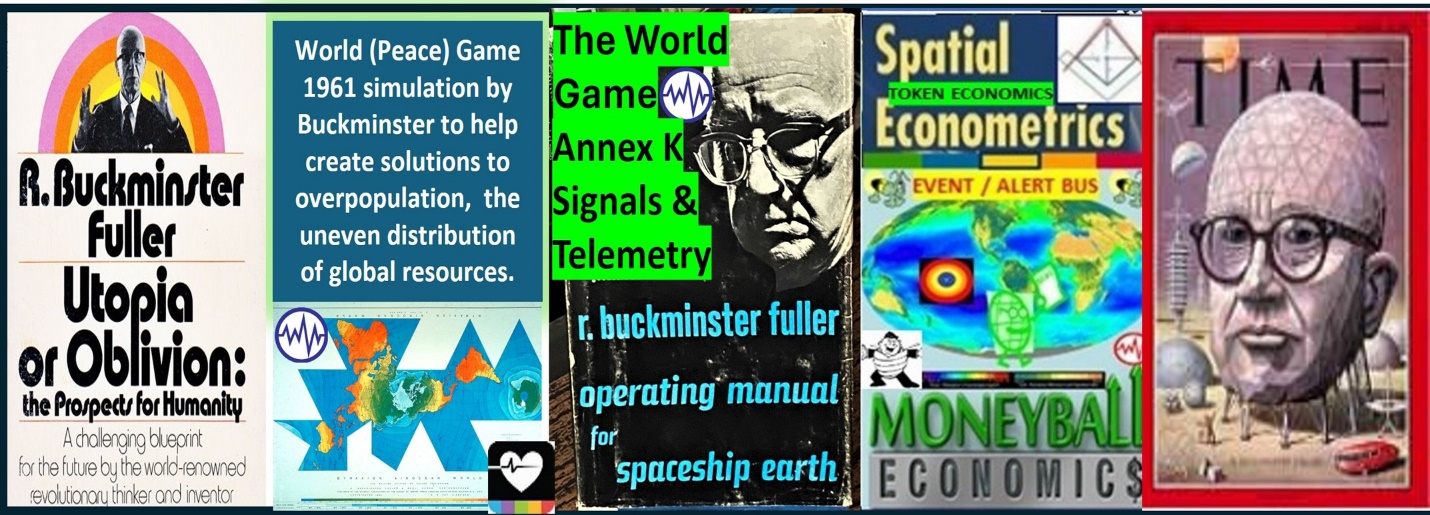 R. Buckminster
Fuller
Utopia
or Oblivion:
the Prospects for Humanity
A challenging blueprint
for the future by the world-renowned
revolutionary thinker and inventor
World (Peace) Game
1961 simulation by
Buckminster to help
create solutions to
overpopulation, the
uneven distribution
of global resources.
The World
Game
Annex K
Signals &
Telemetry
r. buckminster fuller
operating manual
for
spaceship earth
Spatial
TOKEN ECONOMICS
Econometrics
EVENT / ALERT BUS
MONEYBALL
ECONOMIC$
TIME